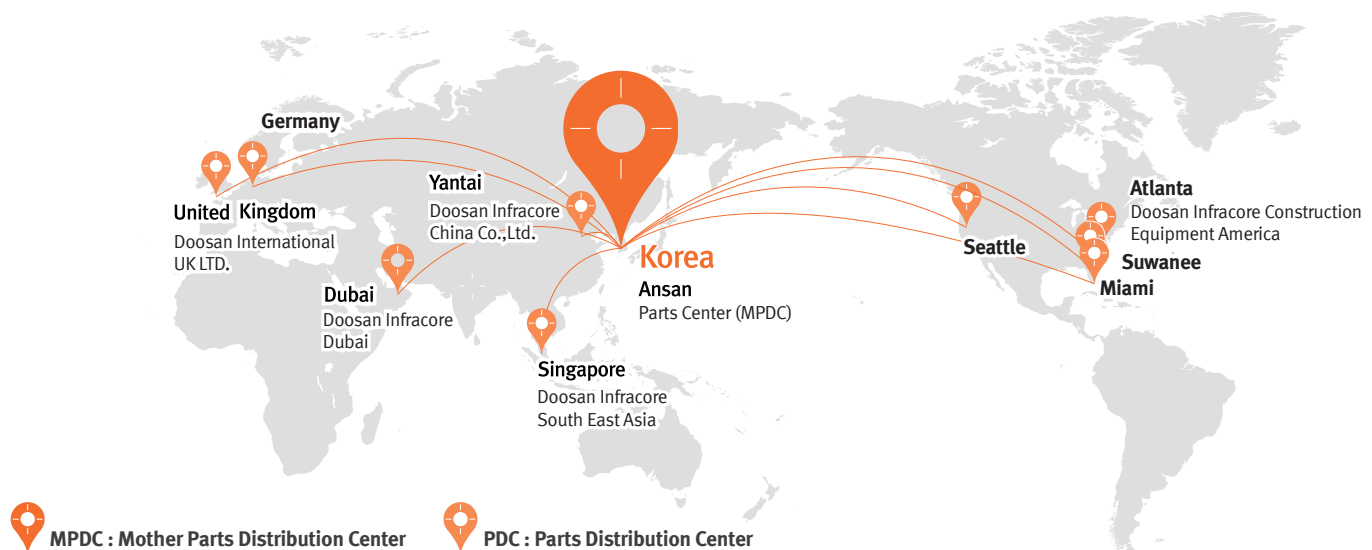 Germany
United Kingdom
Doosan International
UK LTD.
Yantai
Doosan Infracore
China Co.,Ltd.
Dubai
Doosan Infracore
Dubai
Korea
Ansan
Parts Center (MPDC)
Singapore
Doosan Infracore
South East Asia
Seattle
Atlanta
Doosan Infracore Construction
Equipment America
Suwanee
Miami
MPDC : Mother Parts Distribution Center
PDC : Parts Distribution Center